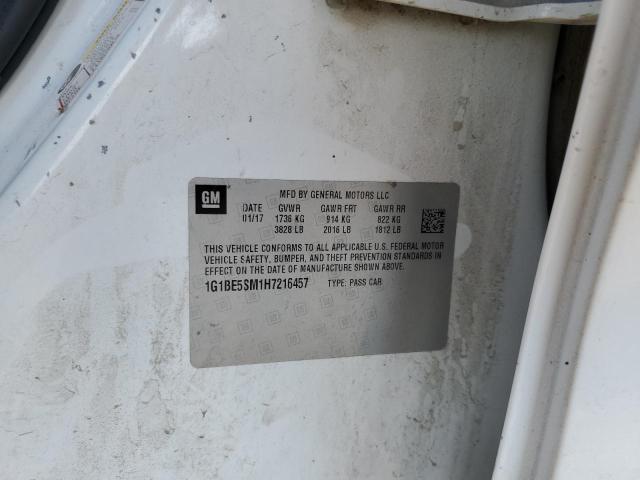 GM
MFD BY GENERAL MOTORS LLC
DATE GVWR GAWR FRT GAWR RR
01/17 1736 KG 914 KG 822 KG
3828 LB 2016 LB 1812 LB
THIS VEHICLE CONFORMS TO ALL APPLICABLE U.S. FEDERAL MOTOR
VEHICLE SAFETY, BUMPER, AND THEFT PREVENTION STANDARDS IN
EFFECT ON THE DATE OF MANUFACTURE SHOWN ABOVE.
1G1BE5SM1H7216457 TYPE: PASS CAR